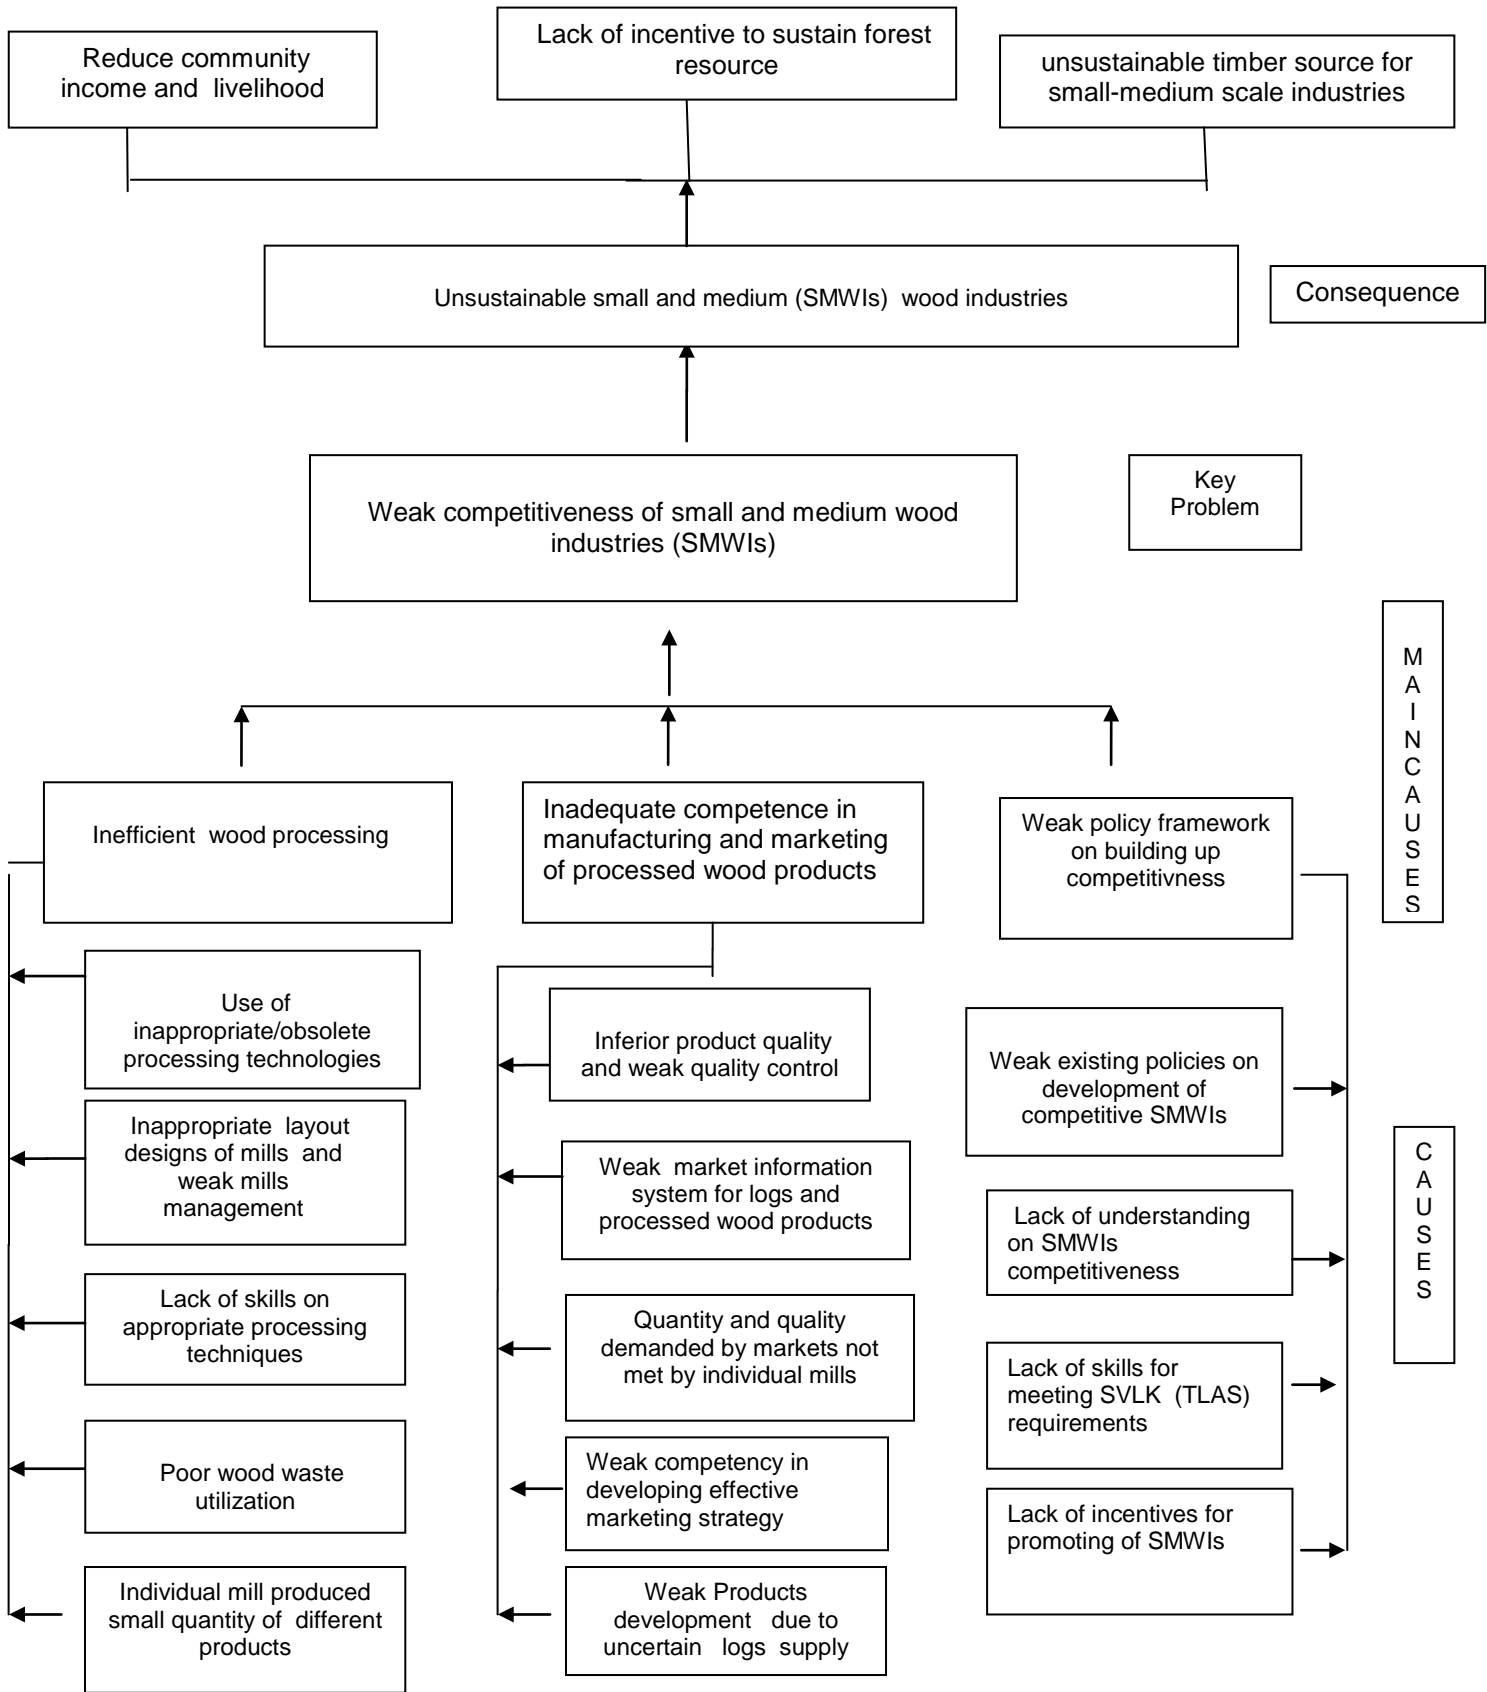 Reduce community
income and livelihood
Lack of incentive to sustain forest
resource
unsustainable timber source for
small-medium scale industries
Unsustainable small and medium (SMWIs) wood industries
Consequence
Weak competitiveness of small and medium wood
industries (SMWIs)
Key
Problem
M
A
I
N
C
A
U
S
E
S
Inefficient wood processing
Inadequate competence in
manufacturing and marketing
of processed wood products
Weak policy framework
on building up
competitivness
Use of
inappropriate/obsolete
processing technologies
Inappropriate layout
designs of mills and
weak mills
management
Lack of skills on
appropriate processing
techniques
Poor wood waste
utilization
Individual mill produced
small quantity of different
products
Inferior product quality
and weak quality control
Weak market information
system for logs and
processed wood products
Quantity and quality
demanded by markets not
met by individual mills
Weak competency in
developing effective
marketing strategy
Weak Products
development due to
uncertain logs supply
Weak existing policies on
development of
competitive SMWIs
Lack of understanding
on SMWIs
competitiveness
Lack of skills for
meeting SVLK (TLAS)
requirements
Lack of incentives for
promoting of SMWIs
C
A
U
S
E
S